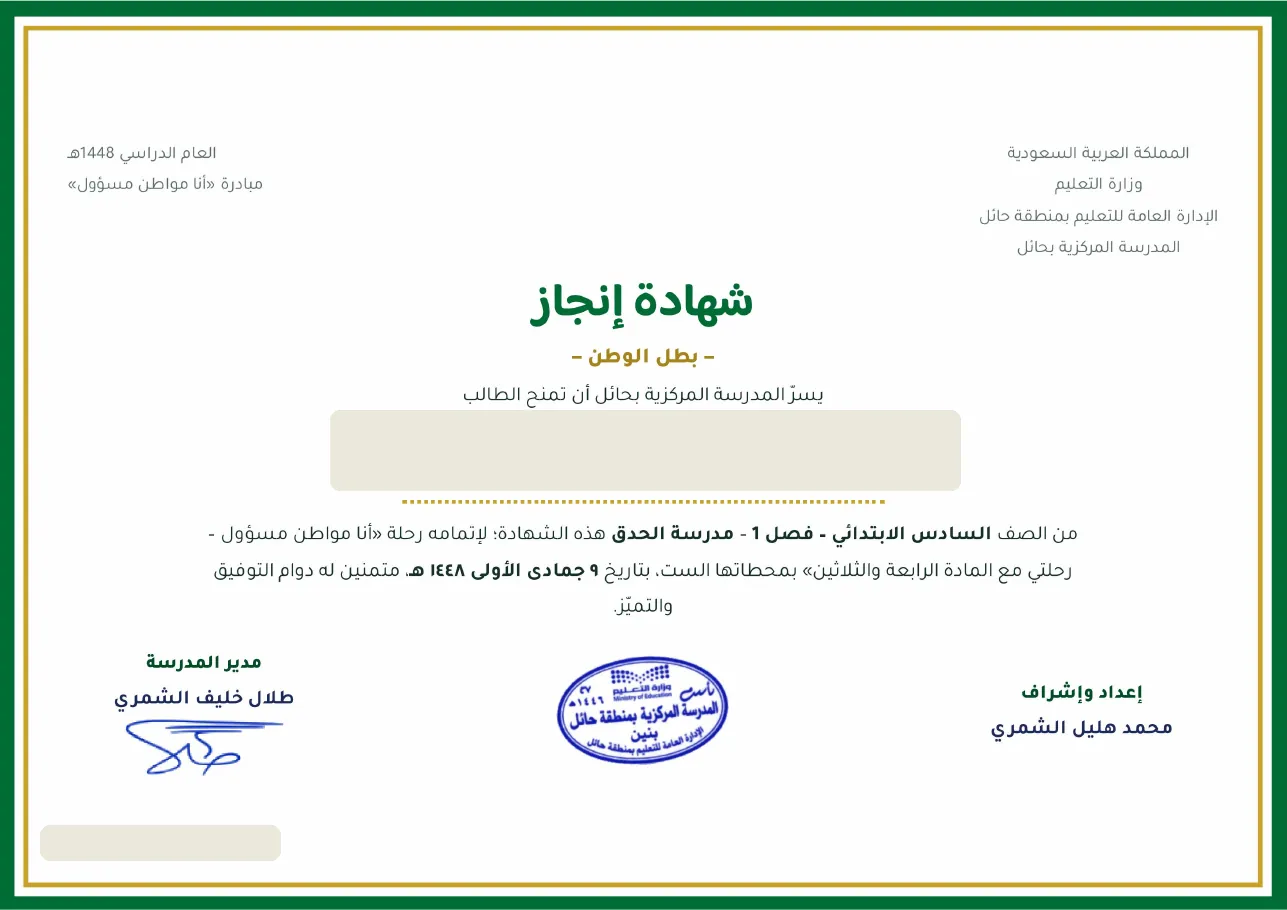 المملكة العربية السعودية
وزارة التعليم
الإدارة العامة للتعليم بمنطقة حائل
المدرسة المركزية بحائل
العام الدراسي 1448هـ
مبادرة «أنا مواطن مسؤول»
شهادة إنجاز
– بطل الوطن –
يسرّ المدرسة المركزية بحائل أن تمنح الطالب
من الصف السادس الابتدائي – فصل 1 – مدرسة الحدق هذه الشهادة؛ لإتمامه رحلة «أنا مواطن مسؤول –
رحلتي مع المادة الرابعة والثلاثين» بمحطاتها الست، بتاريخ ٩ جمادى الأولى ١٤٤٨ هـ، متمنين له دوام التوفيق
والتميّز.
إعداد وإشراف
محمد هليل الشمري
وزارة التعليم
Ministry of Education
تأسست
٢٧
١٤٤٦هـ
المدرسة المركزية بمنطقة حائل
بنين
الإدارة العامة للتعليم بمنطقة حائل
مدير المدرسة
طلال خليف الشمري